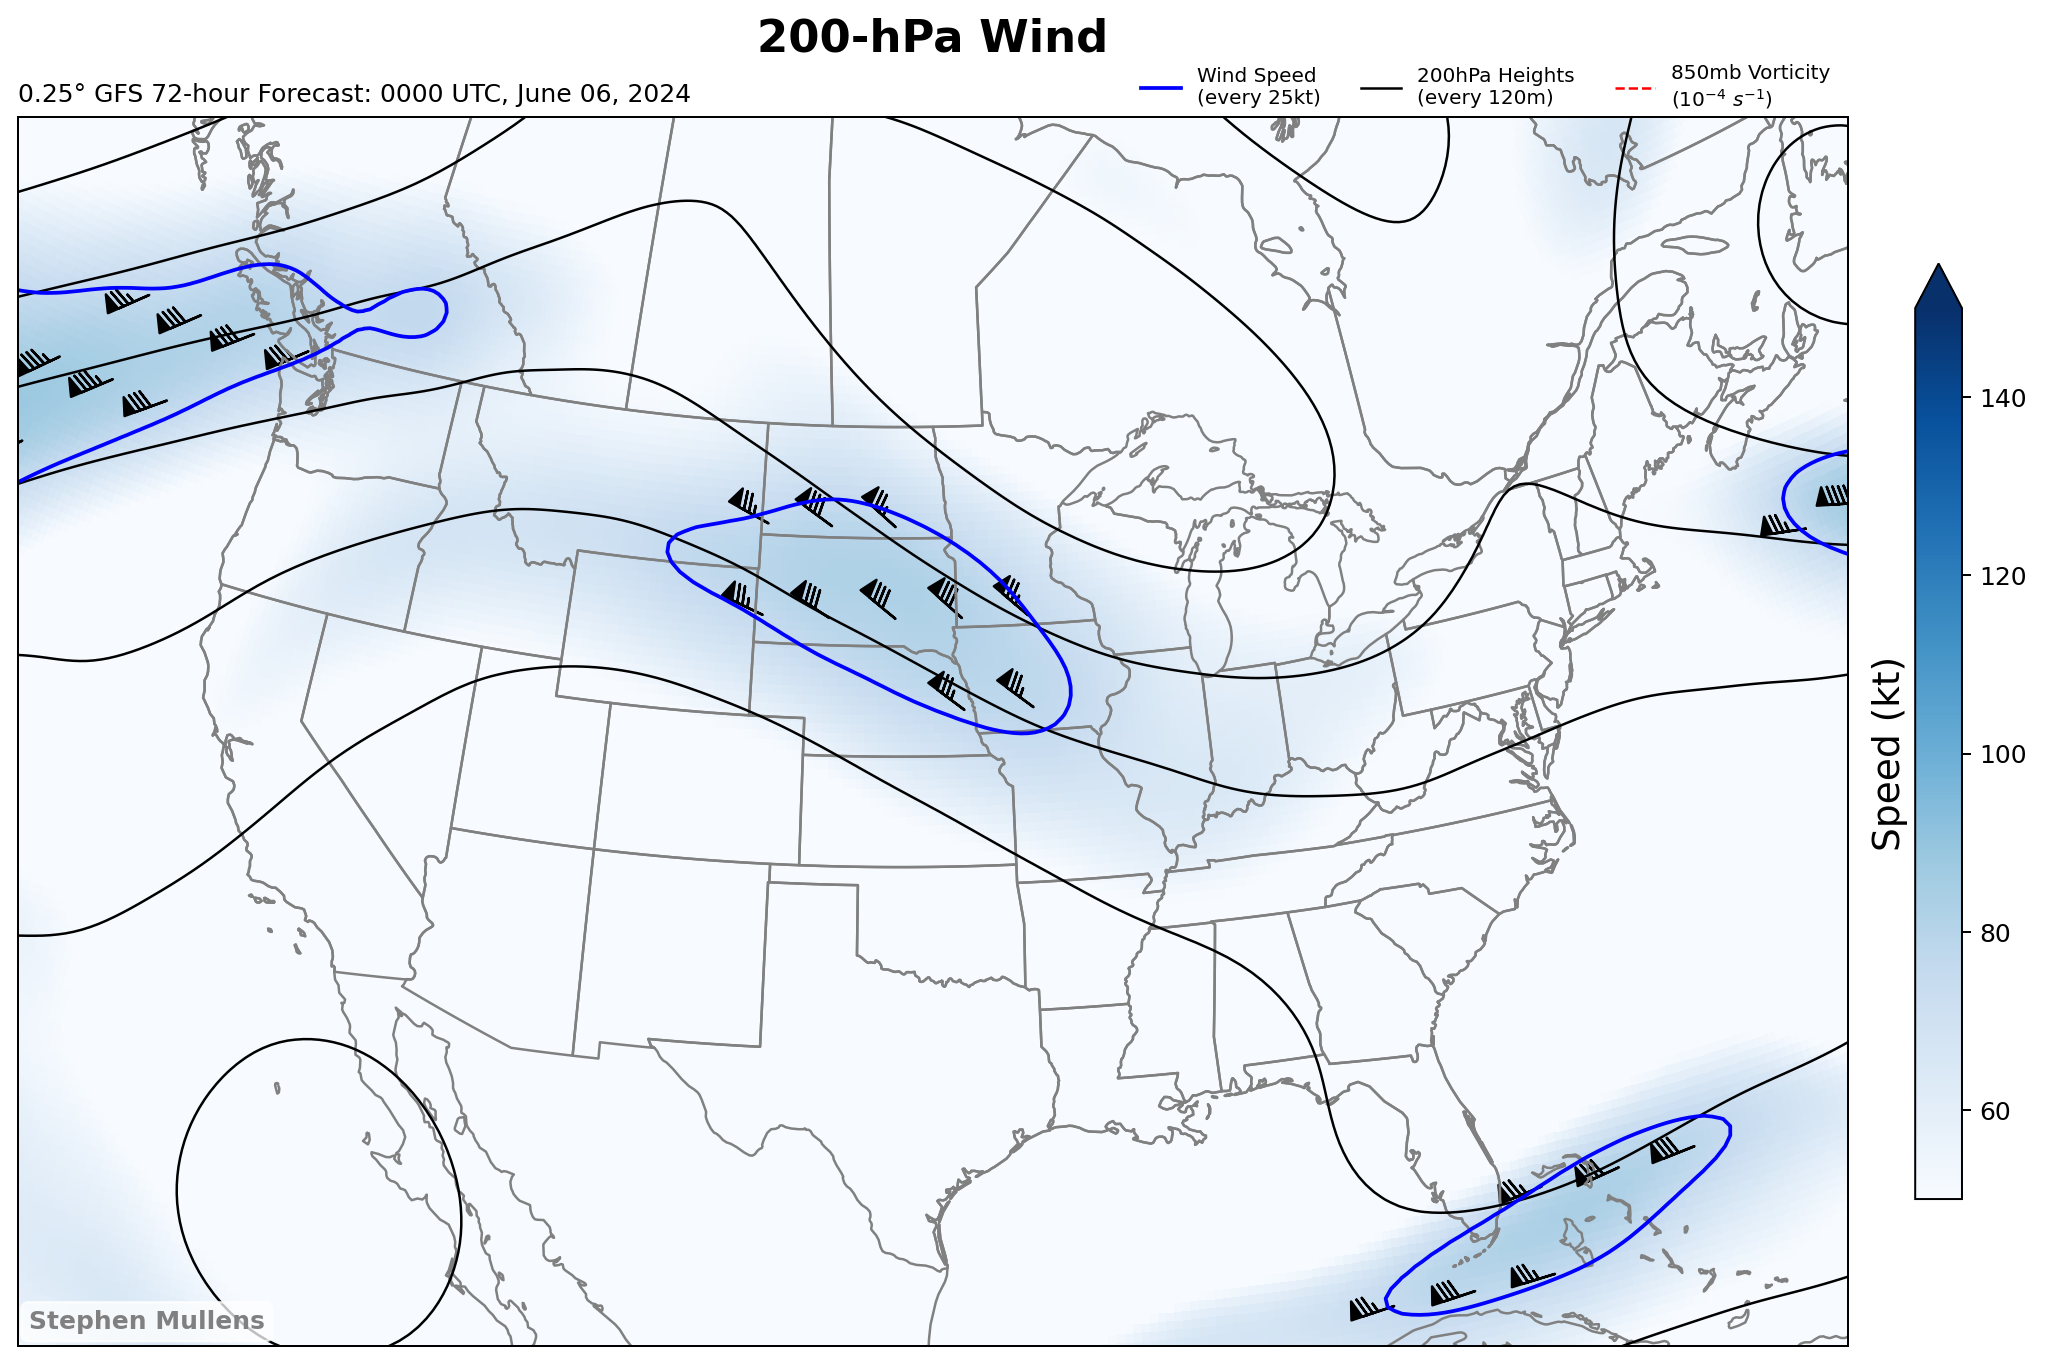 200-hPa Wind
0.25° GFS 72-hour Forecast: 0000 UTC, June 06, 2024
Wind Speed
(every 25kt)
200hPa Heights
(every 120m)
850mb Vorticity
(10⁻⁴ s⁻¹)
140
120
100
80
60
Speed (kt)
Stephen Mullens